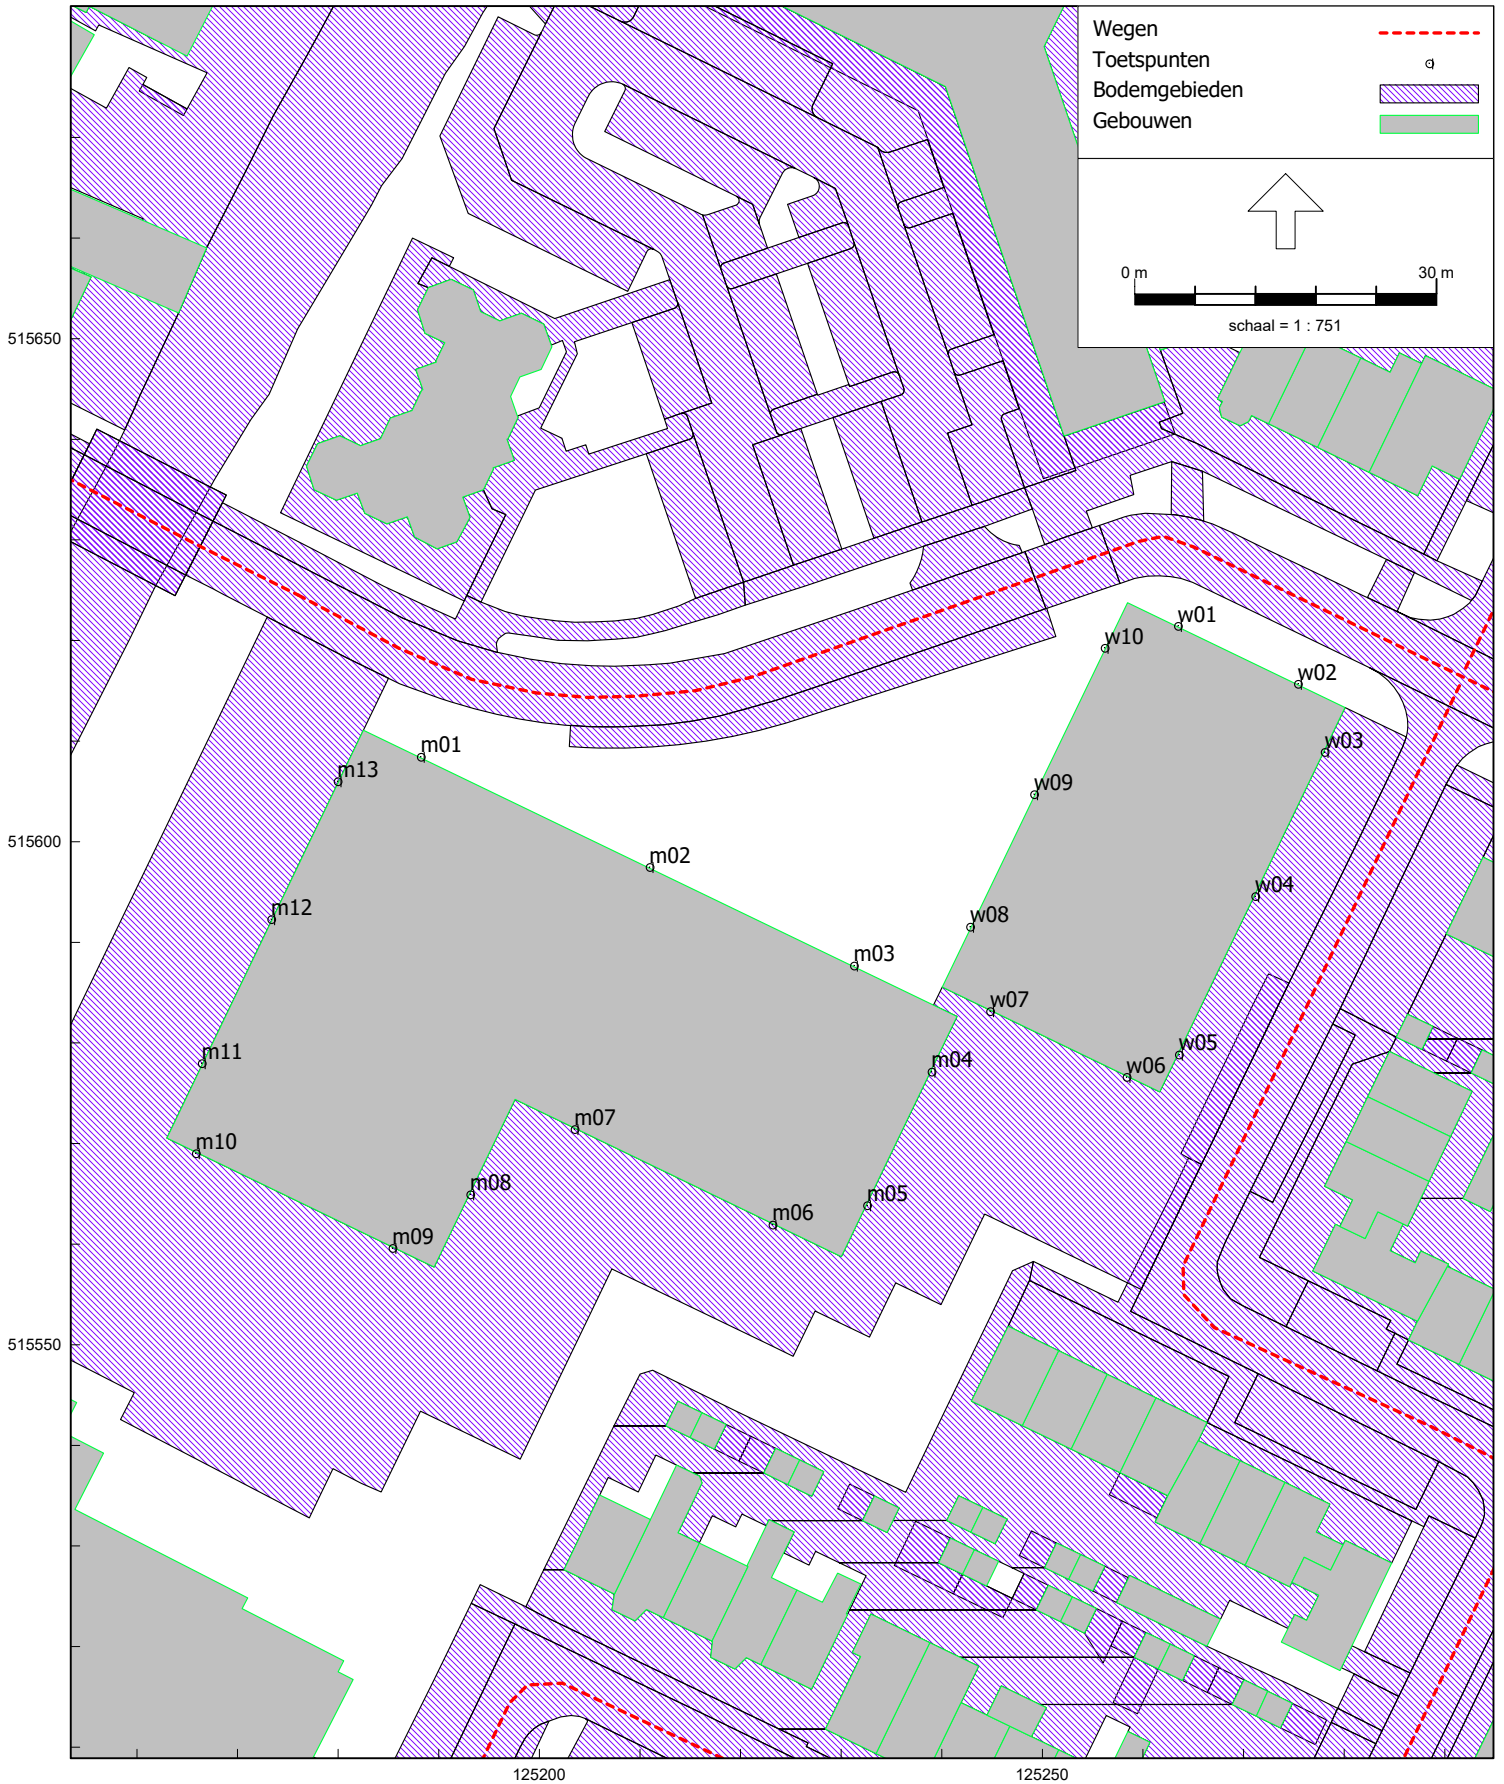 Wegen
Toetspunten
Bodemgebieden
Gebouwen
0 m 30 m
schaal = 1 : 751
515650
w01
w10
w02
m01
w03
m13
w09
515600
m02
w04
m12
w08
m03
w07
m11
w05
m04
w06
m07
m10
m08
m05
m06
m09
515550
125200 125250